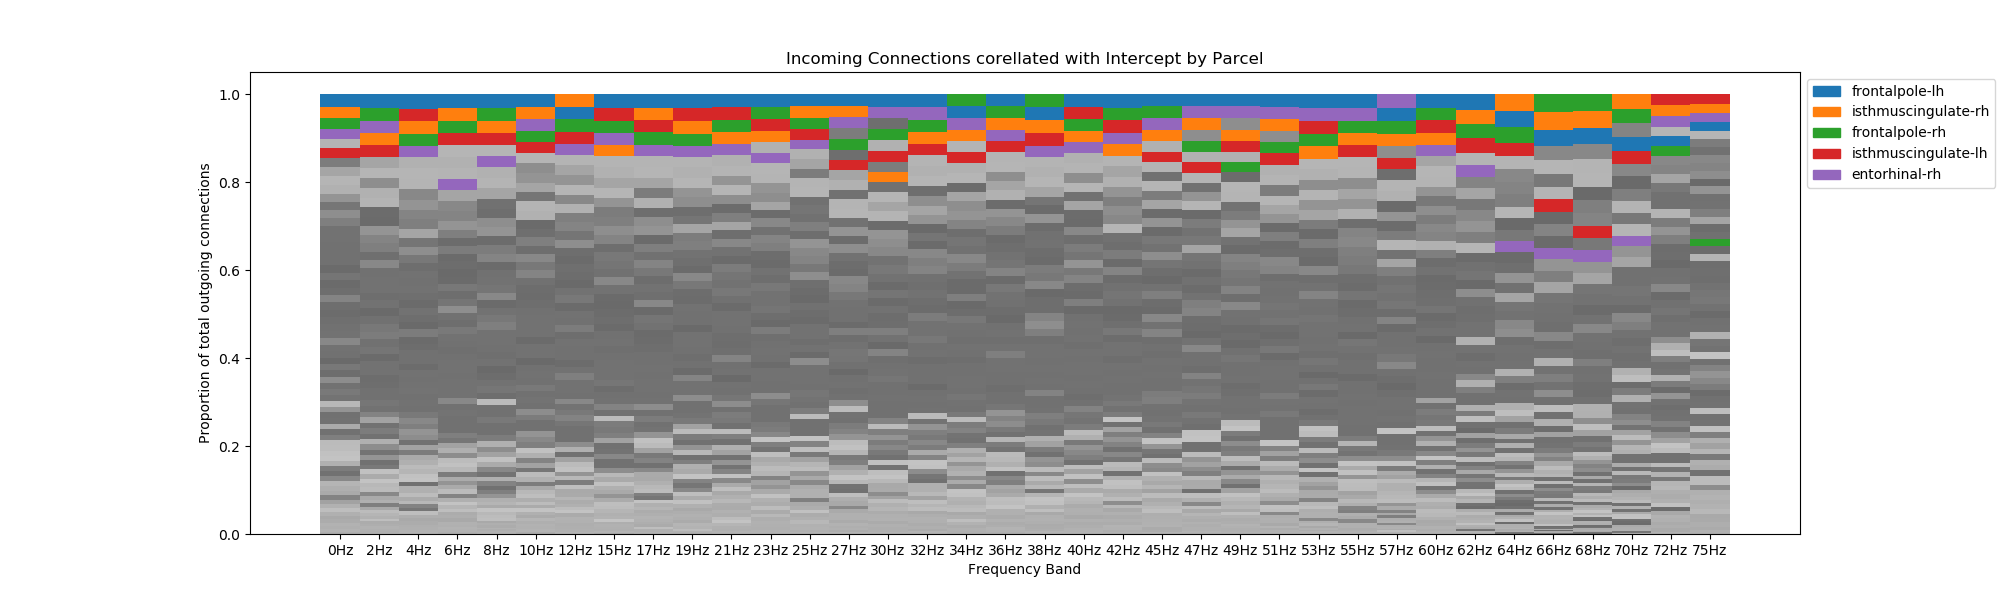 Incoming Connections corellated with Intercept by Parcel
Proportion of total outgoing connections
1.0
0.8
0.6
0.4
0.2
0.0
0Hz 2Hz 4Hz 6Hz 8Hz 10Hz 12Hz 15Hz 17Hz 19Hz 21Hz 23Hz 25Hz 27Hz 30Hz 32Hz 34Hz 36Hz 38Hz 40Hz 42Hz 45Hz 47Hz 49Hz 51Hz 53Hz 55Hz 57Hz 60Hz 62Hz 64Hz 66Hz 68Hz 70Hz 72Hz 75Hz
Frequency Band
frontalpole-lh
isthmuscingulate-rh
frontalpole-rh
isthmuscingulate-lh
entorhinal-rh